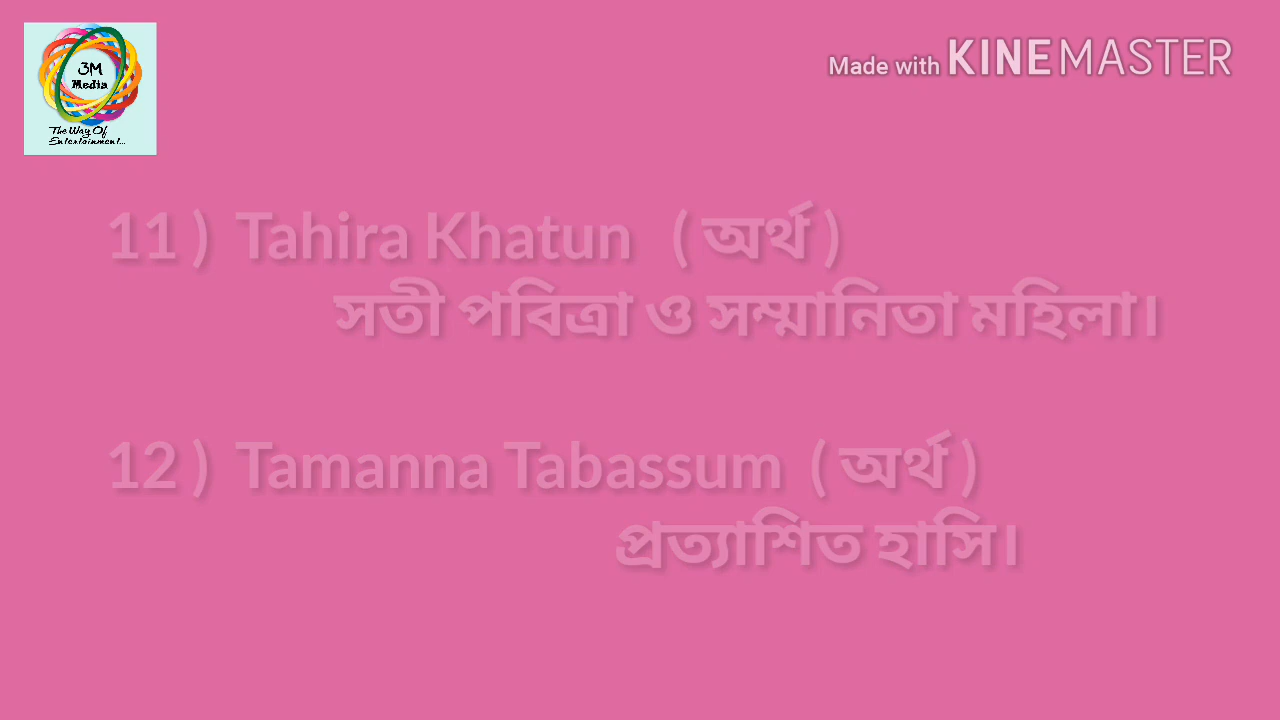 3M
Media
The Way Of
Entertainment...
Made with KINEMASTER
11 ) Tahira Khatun ( অর্থ )
সতী পবিত্রা ও সম্মানিতা মহিলা।
12 ) Tamanna Tabassum ( অর্থ )
প্রত্যাশিত হাসি।